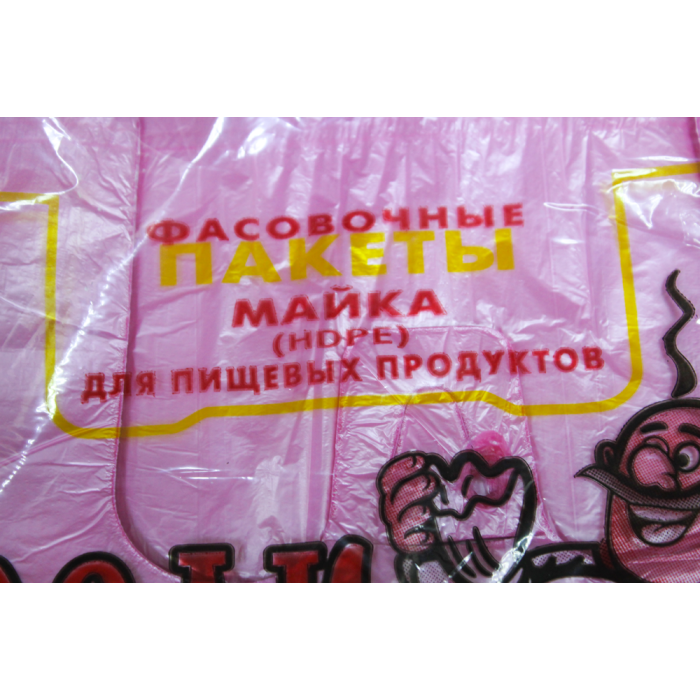 ФАСОВОЧНЫЕ
ПАКЕТЫ
МАЙКА
(HDPE)
ДЛЯ ПИЩЕВЫХ ПРОДУКТОВ